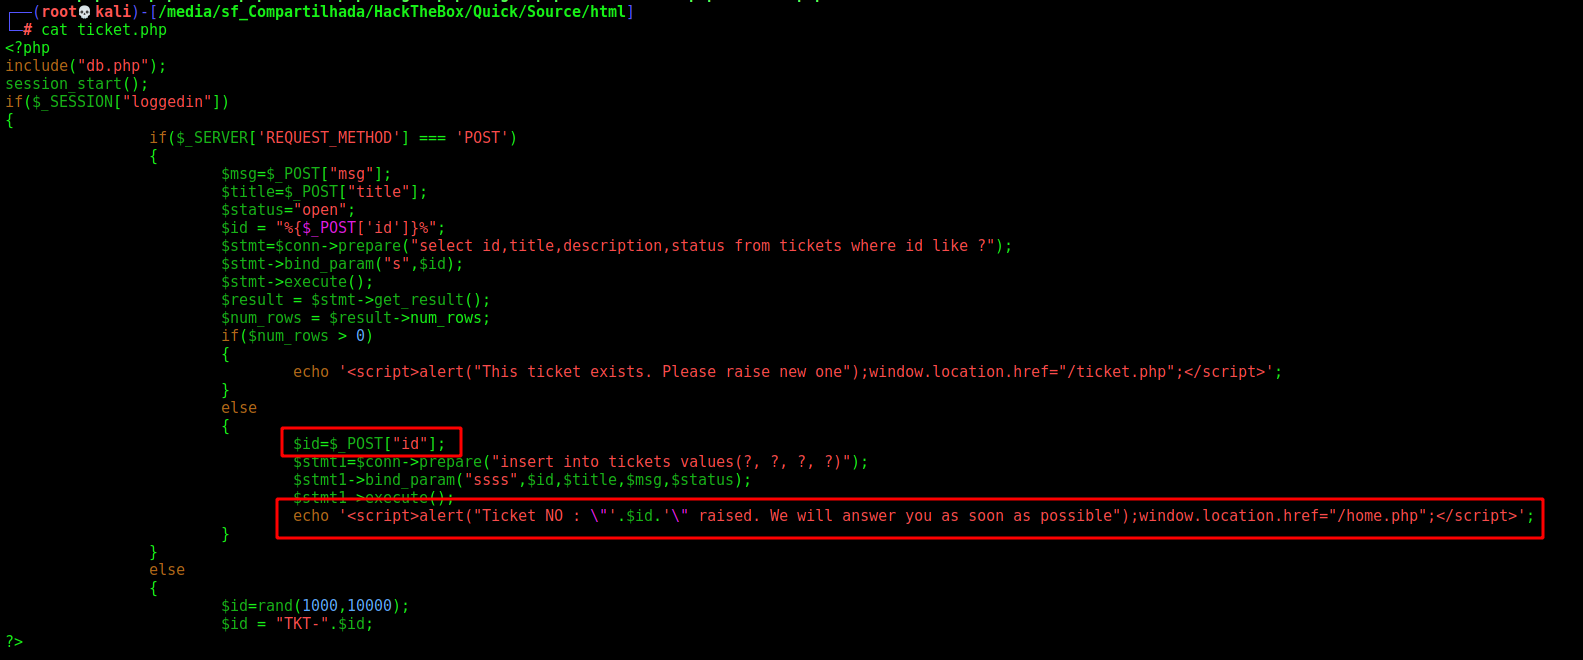 ┌──(root💀kali)-[/media/sf_Compartilhada/HackTheBox/Quick/Source/html]
└─# cat ticket.php
<?php
include("db.php");
session_start();
if($_SESSION["loggedin"])
{
if($_SERVER['REQUEST_METHOD'] === 'POST')
{
$msg=$_POST["msg"];
$title=$_POST["title"];
$status="open";
$id = "%{$_POST['id']}%";
$stmt=$conn->prepare("select id,title,description,status from tickets where id like ?");
$stmt->bind_param("s",$id);
$stmt->execute();
$result = $stmt->get_result();
$num_rows = $result->num_rows;
if($num_rows > 0)
{
echo '<script>alert("This ticket exists. Please raise new one");window.location.href="/ticket.php";</script>';
}
else
{
$id=$_POST["id"];
$stmt1=$conn->prepare("insert into tickets values(?, ?, ?, ?)");
$stmt1->bind_param("ssss",$id,$title,$msg,$status);
$stmt1->execute();
echo '<script>alert("Ticket NO : \"'.$id.'\" raised. We will answer you as soon as possible");window.location.href="/home.php";</script>';
}
}
else
{
$id=rand(1000,10000);
$id = "TKT-".$id;
?>